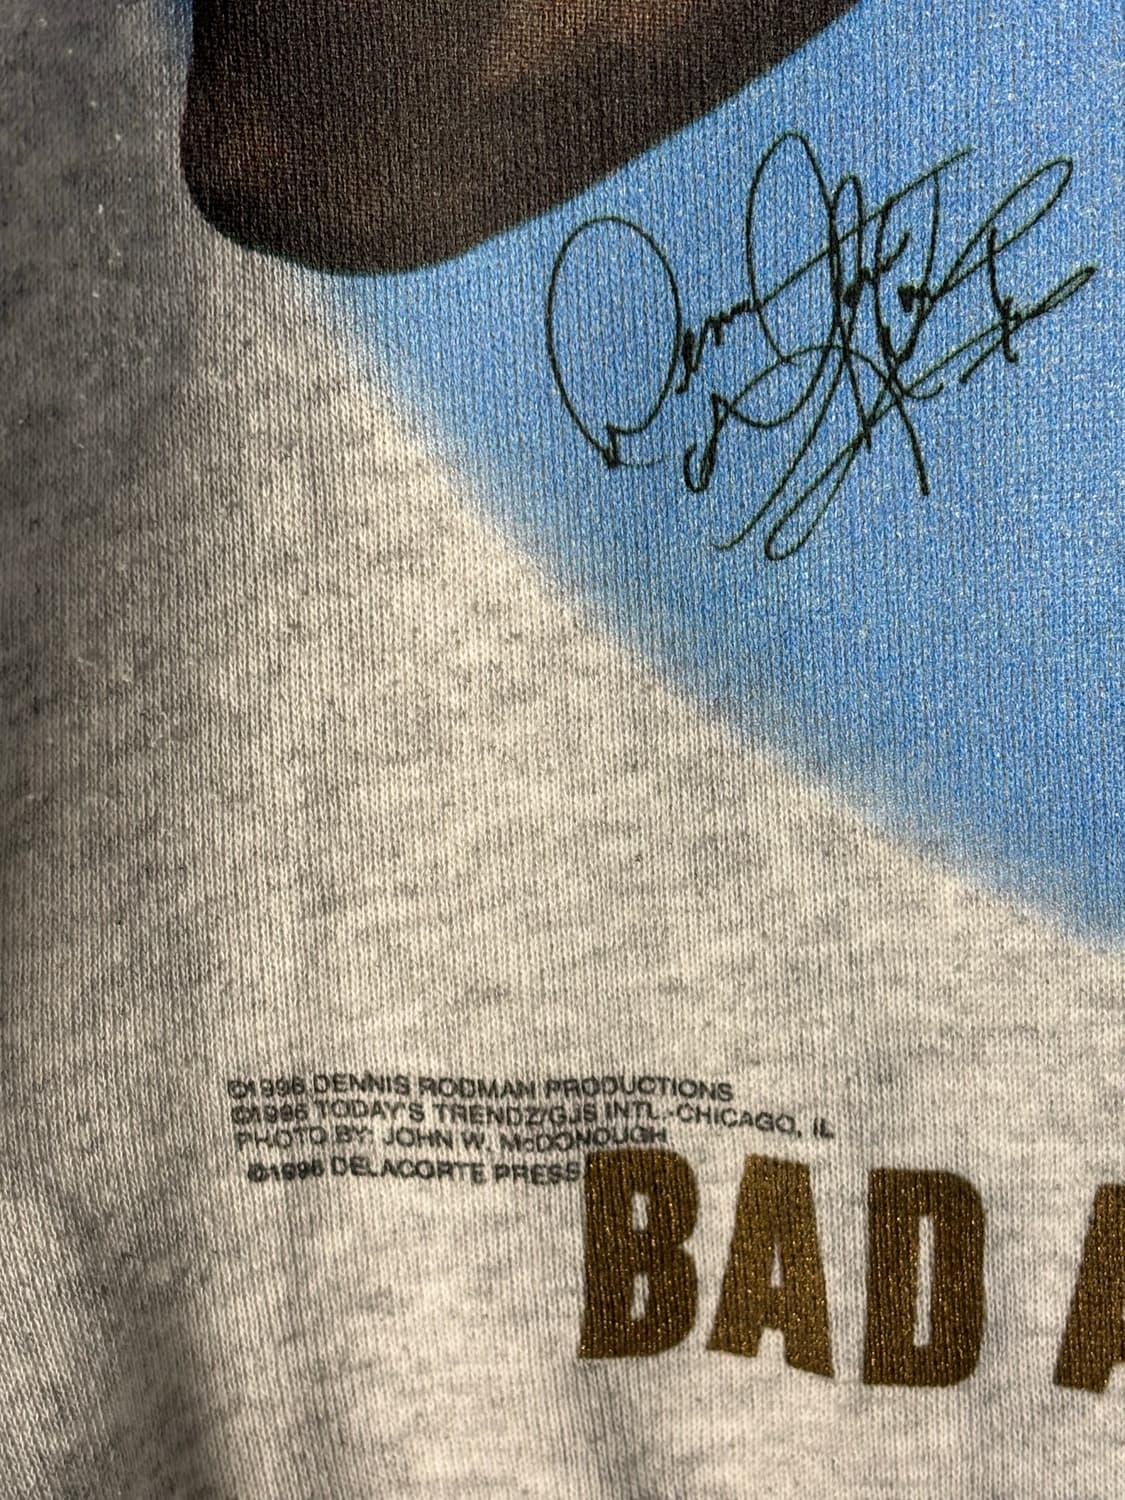 ©1996 DENNIS RODMAN PRODUCTIONS
©1996 TODAY'S TRENDZ/GJS INTL.-CHICAGO, IL
PHOTO BY: JOHN W. McDONOUGH
©1996 DELACORTE PRESS
BAD A